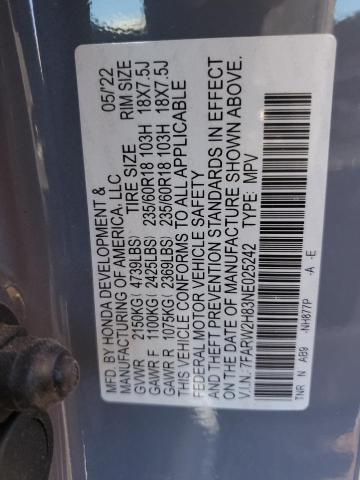 MFD. BY HONDA DEVELOPMENT & 05/'22
MANUFACTURING OF AMERICA, LLC
TIRE SIZE RIM SIZE
GVWR 2150KG ( 4739LBS)
GAWR F 1100KG ( 2425LBS) 235/60R18 103H 18X7.5J
GAWR R 1075KG ( 2369LBS) 235/60R18 103H 18X7.5J
THIS VEHICLE CONFORMS TO ALL APPLICABLE
FEDERAL MOTOR VEHICLE SAFETY
AND THEFT PREVENTION STANDARDS IN EFFECT
ON THE DATE OF MANUFACTURE SHOWN ABOVE.
V.I.N.: 7FARW2H83NE025242 TYPE: MPV
NH877P -A -E
TNR N AB9